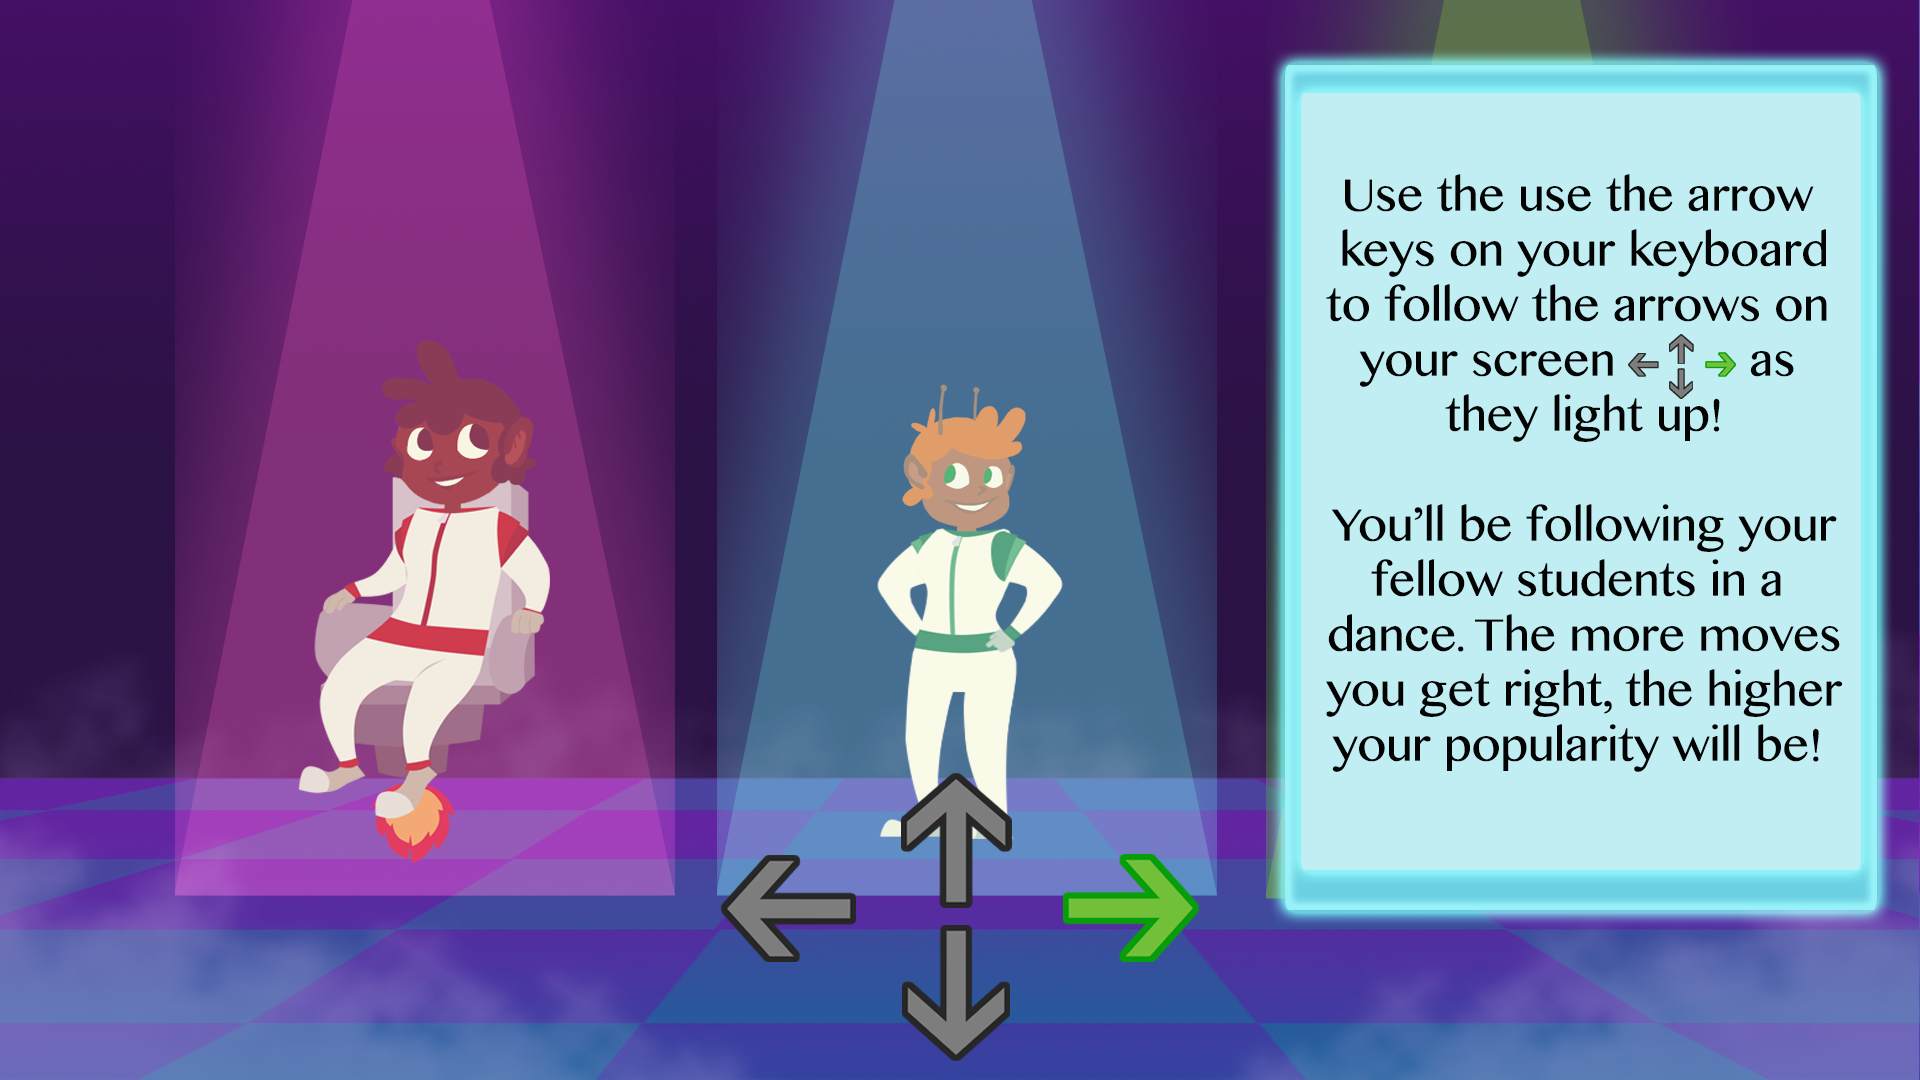 Use the use the arrow
keys on your keyboard
to follow the arrows on
your screen as
they light up!
You'll be following your
fellow students in a
dance. The more moves
you get right, the higher
your popularity will be!